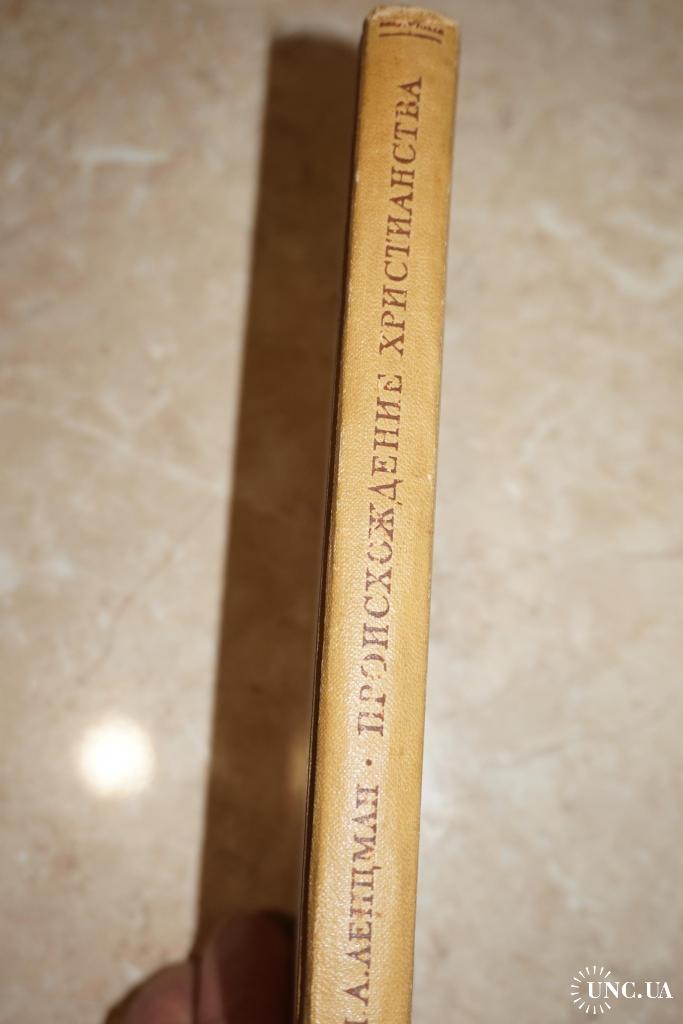 А. ЛЕНЦМАН · ПРОИСХОЖДЕНИЕ ХРИСТИАНСТВА
UNC.UA